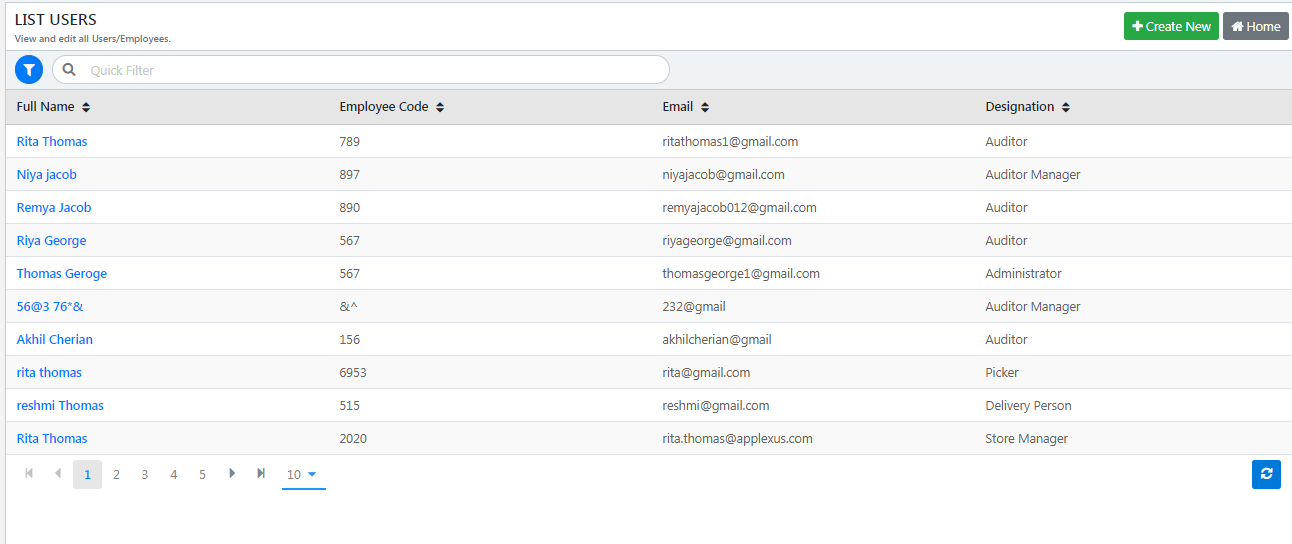 LIST USERS
View and edit all Users/Employees.
Create New Home
Quick Filter
Full Name Employee Code Email Designation
Rita Thomas 789 ritathomas1@gmail.com Auditor
Niya jacob 897 niyajacob@gmail.com Auditor Manager
Remya Jacob 890 remyajacob012@gmail.com Auditor
Riya George 567 riyageorge@gmail.com Auditor
Thomas Geroge 567 thomasgeorge1@gmail.com Administrator
56@3 76*& &^ 232@gmail Auditor Manager
Akhil Cherian 156 akhilcherian@gmail Auditor
rita thomas 6953 rita@gmail.com Picker
reshmi Thomas 515 reshmi@gmail.com Delivery Person
Rita Thomas 2020 rita.thomas@applexus.com Store Manager
1 2 3 4 5 10